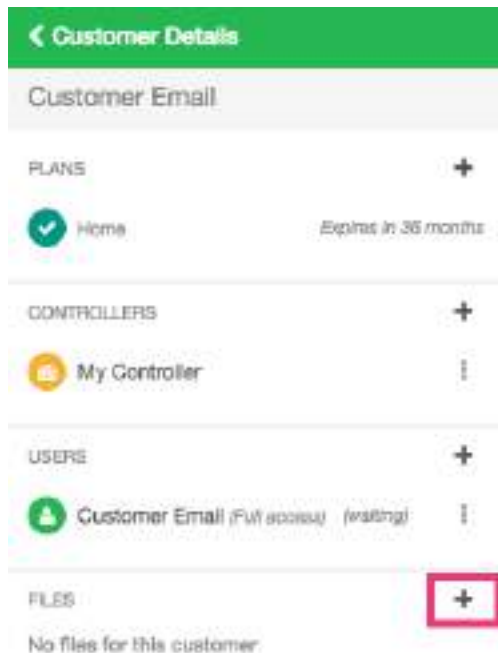 Customer Details
Customer Email
PLANS
Home Expires in 36 months
CONTROLLERS
My Controller
USERS
Customer Email (Full access) (waiting)
FILES
No files for this customer